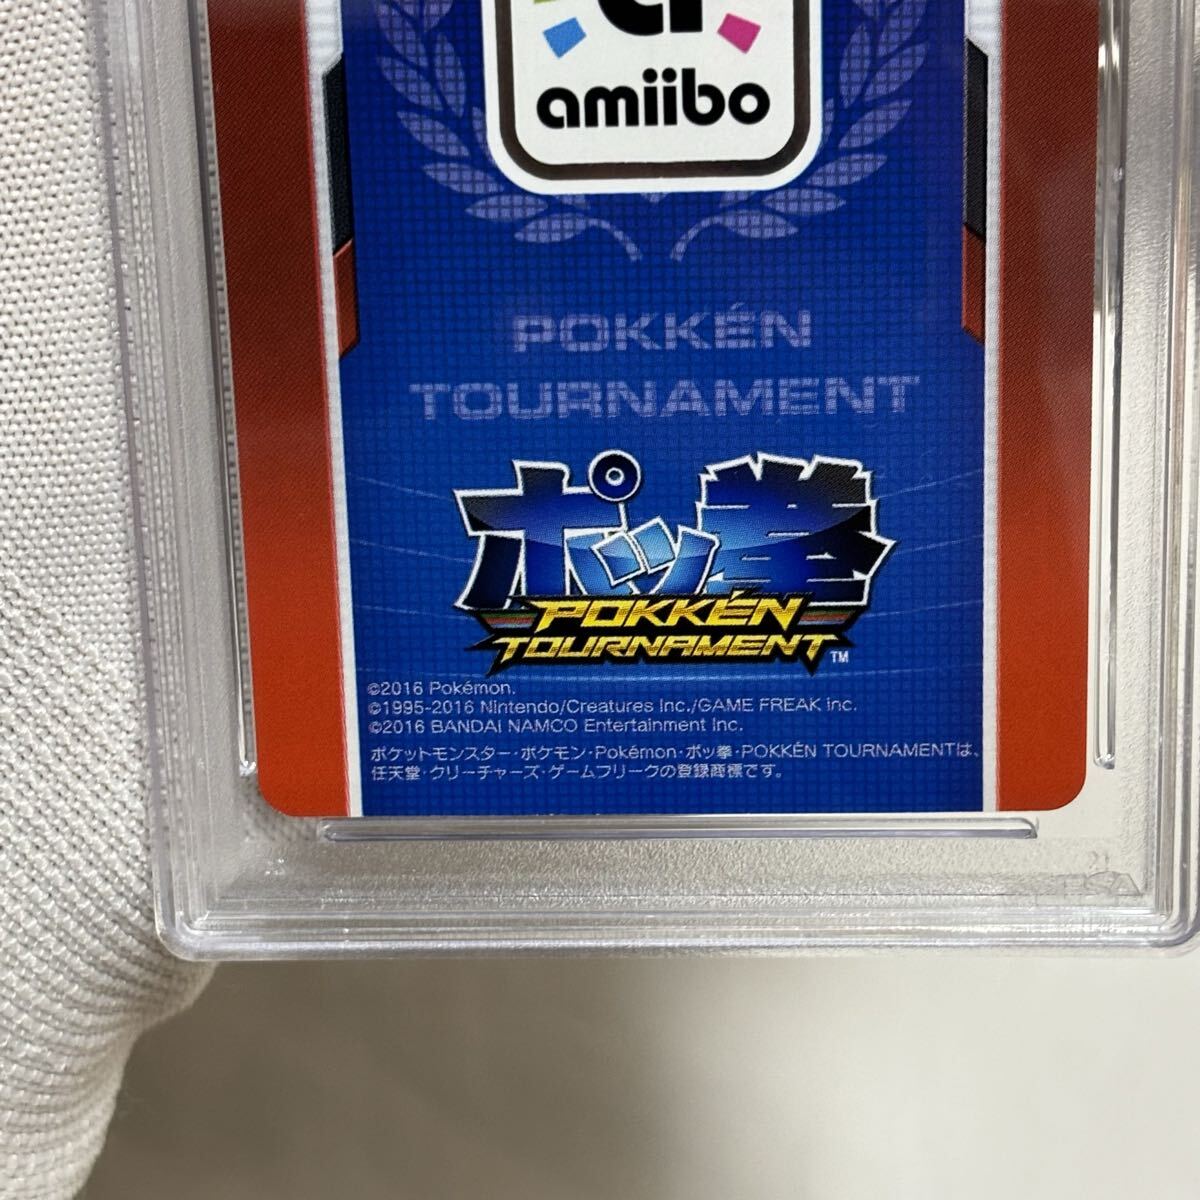 amiibo
POKKÉN
TOURNAMENT
ポッ拳
POKKÉN
TOURNAMENT™
©2016 Pokémon.
©1995-2016 Nintendo/Creatures Inc./GAME FREAK inc.
©2016 BANDAI NAMCO Entertainment Inc.
ポケットモンスター・ポケモン・Pokémon・ポッ拳・POKKÉN TOURNAMENTは、
任天堂・クリーチャーズ・ゲームフリークの登録商標です。